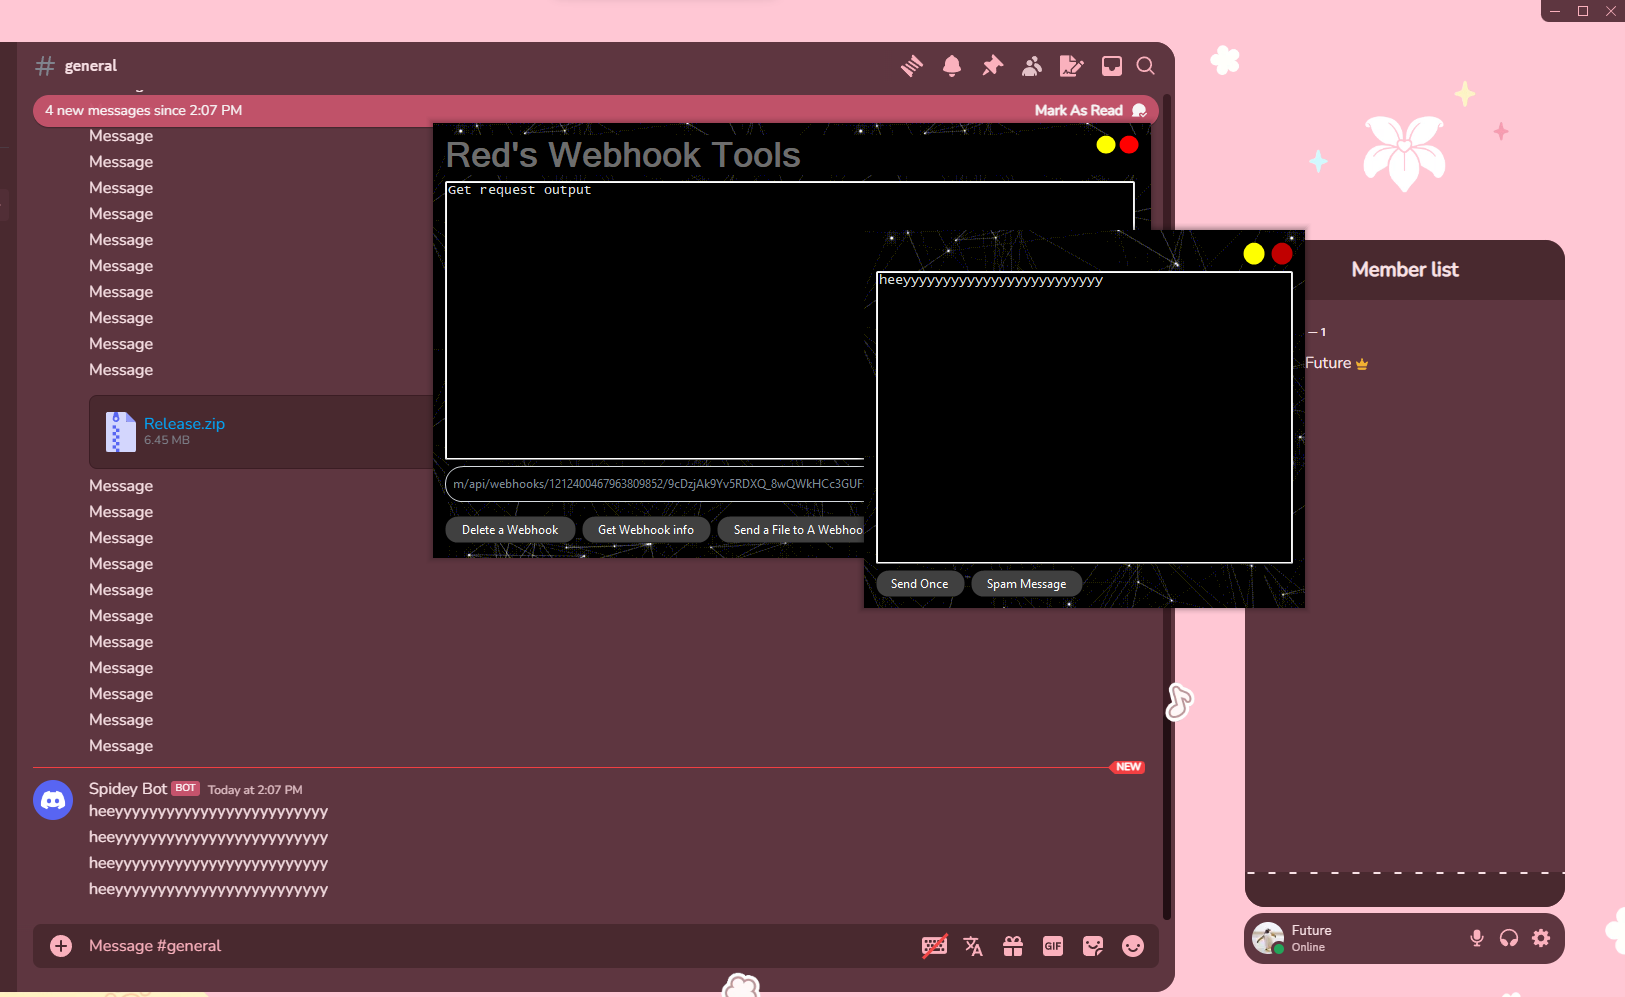 general
4 new messages since 2:07 PM
Mark As Read
Message
Message
Message
Message
Message
Message
Message
Message
Message
Message
Release.zip
6.45 MB
Message
Message
Message
Message
Message
Message
Message
Message
Message
Message
Message
NEW
Spidey Bot BOT Today at 2:07 PM
heeyyyyyyyyyyyyyyyyyyyyyyyyy
heeyyyyyyyyyyyyyyyyyyyyyyyyy
heeyyyyyyyyyyyyyyyyyyyyyyyyy
heeyyyyyyyyyyyyyyyyyyyyyyyyy
Message #general
GIF
Red's Webhook Tools
Get request output
m/api/webhooks/1212400467963809852/9cDzjAk9Yv5RDXQ_8wQWkHCc3GUF
Delete a Webhook
Get Webhook info
Send a File to A Webhoo
heeyyyyyyyyyyyyyyyyyyyyyyyyy
Send Once
Spam Message
Member list
— 1
Future
Future
Online